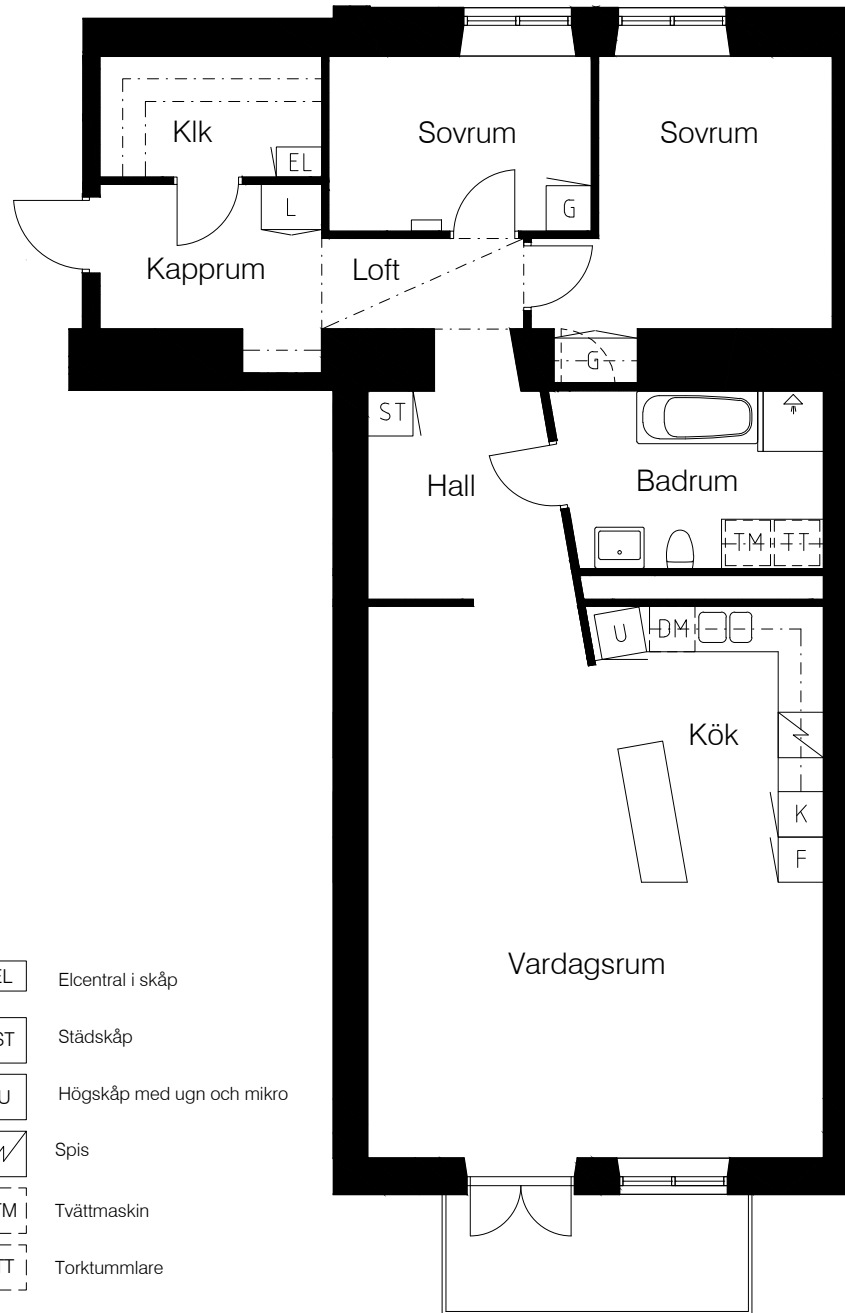 Klk
Sovrum
Sovrum
EL
L
G
Kapprum
Loft
G
ST
Hall
Badrum
TM
TT
U
DM
Kök
K
F
Vardagsrum
EL Elcentral i skåp
ST Städskåp
U Högskåp med ugn och mikro
Spis
TM Tvättmaskin
TT Torktummlare